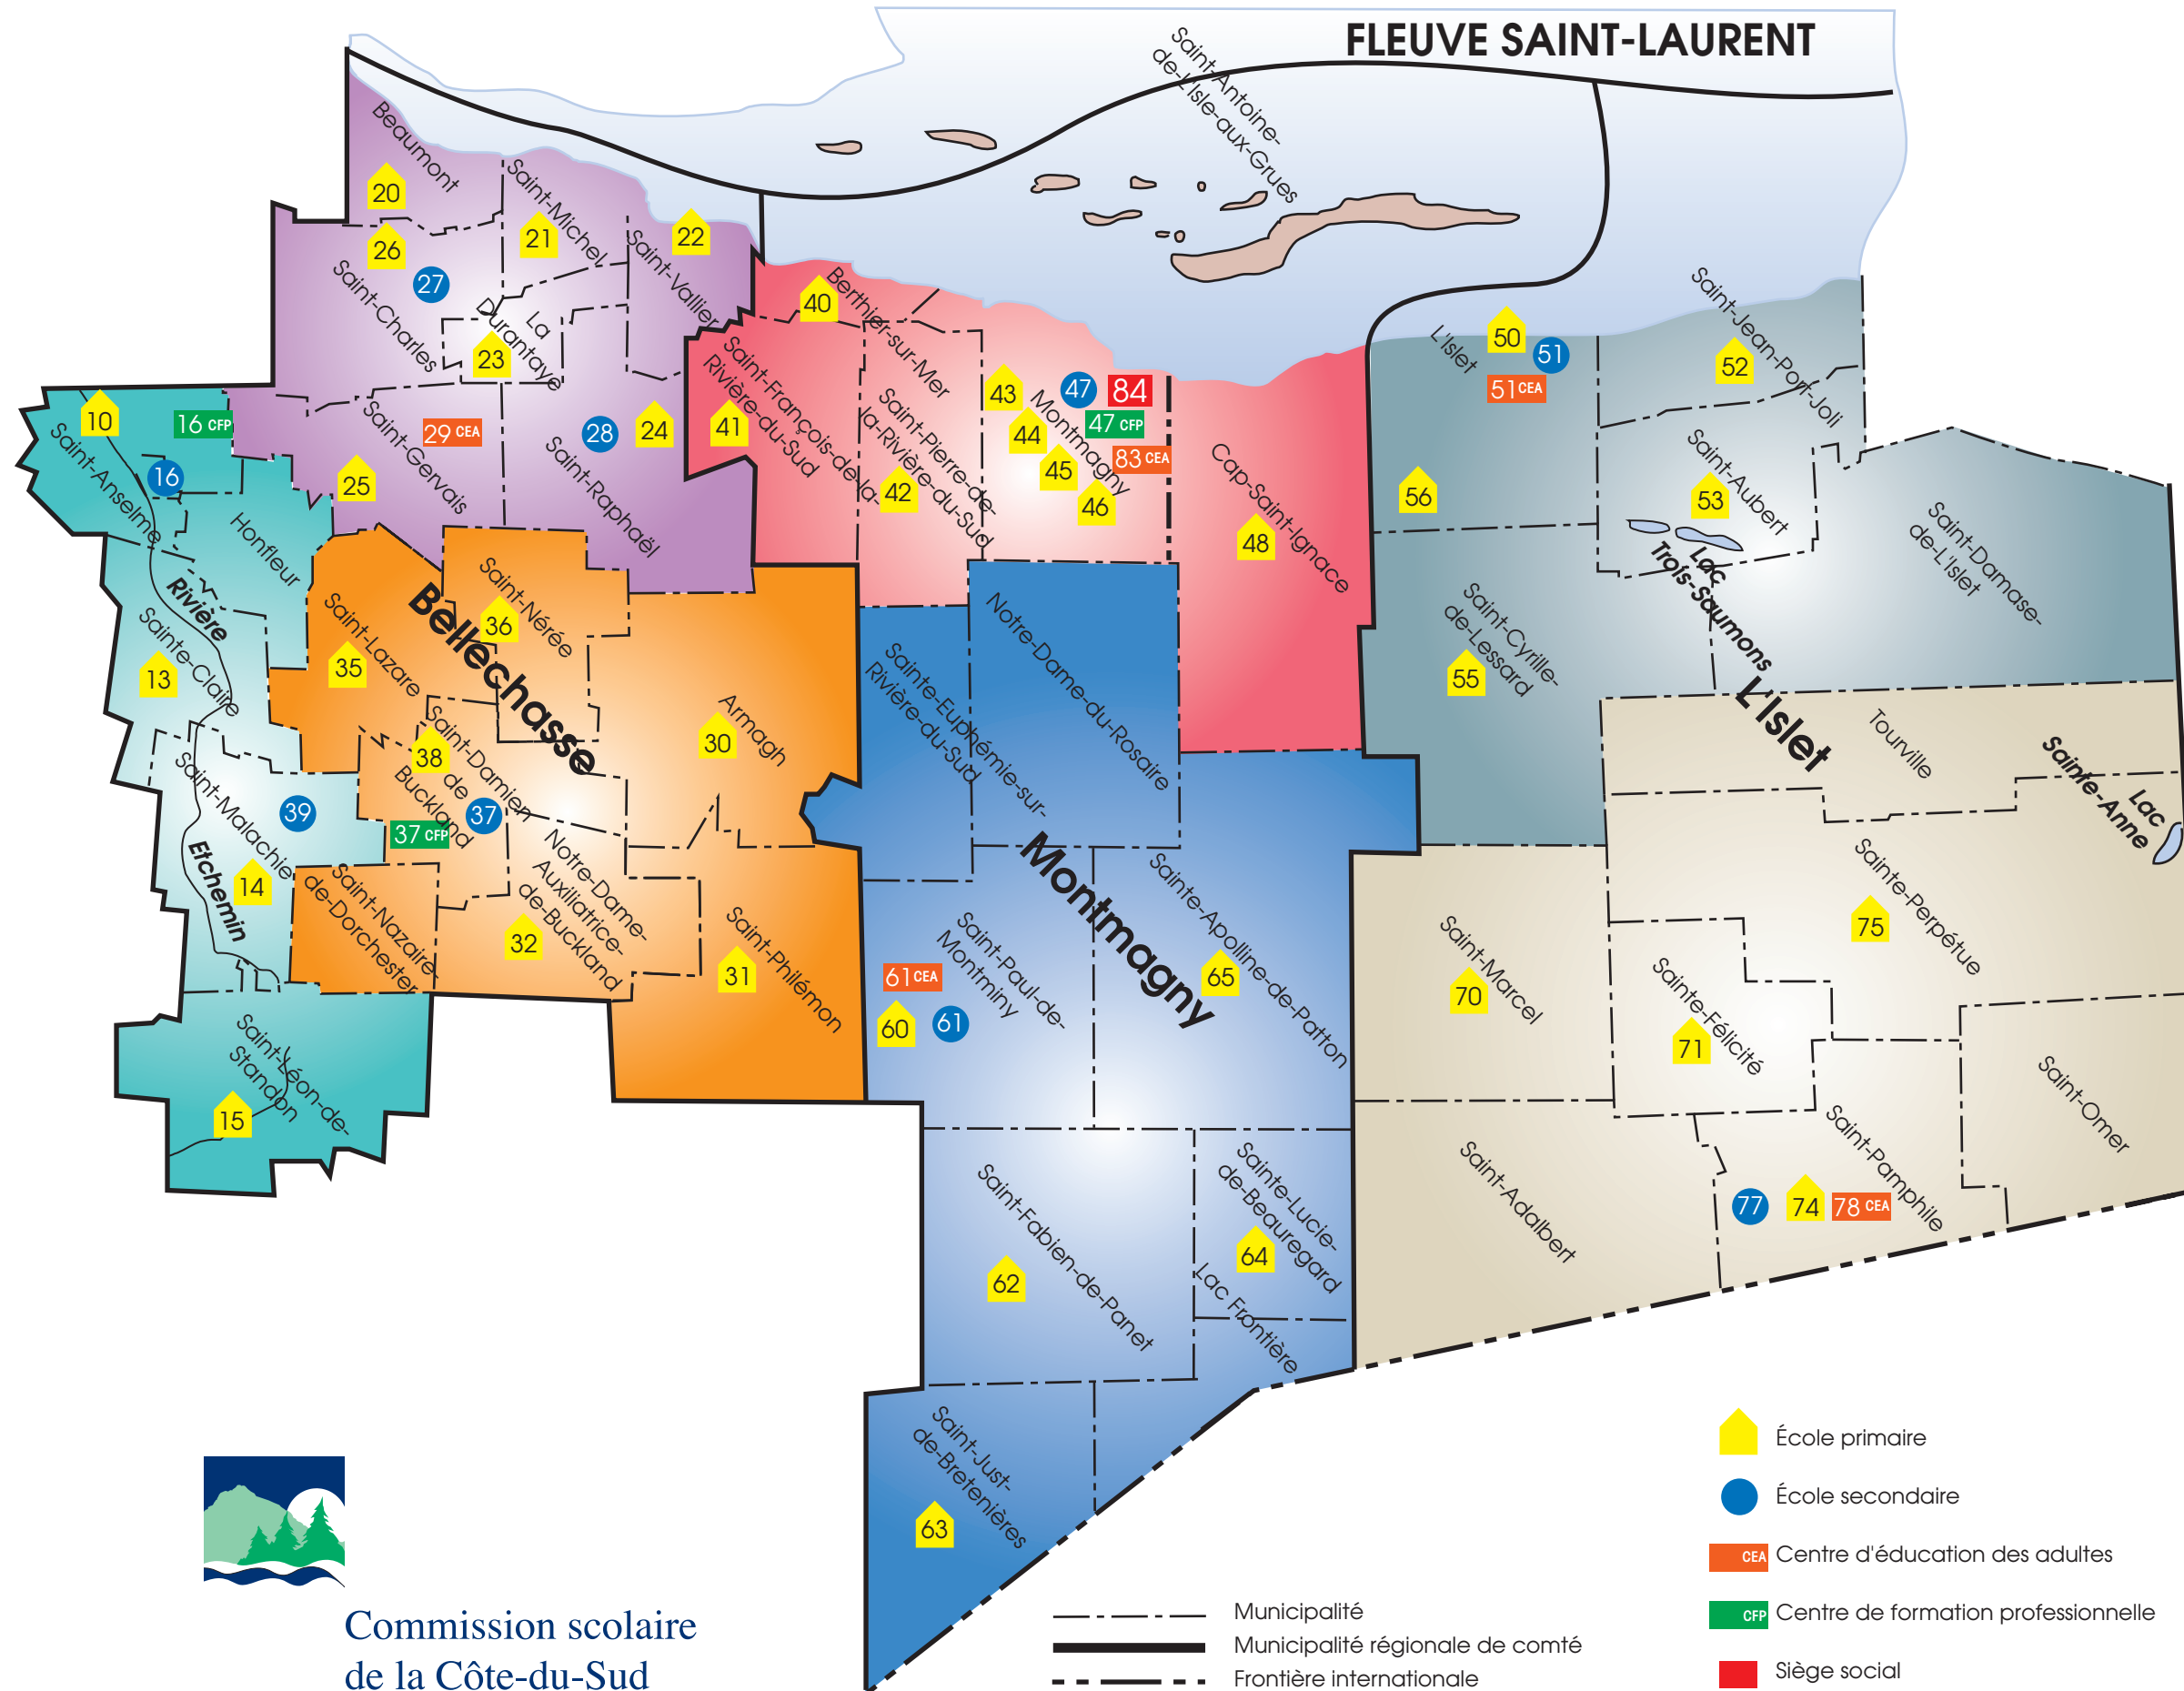 FLEUVE SAINT-LAURENT
Saint-Antoine-
de-L'Isle-aux-Grues
Beaumont
20
Saint-Michel
21
22
Saint-Vallier
26
27
Saint-Charles
La
Durantaye
23
29 CEA
Saint-Gervais
25
28
24
Saint-Raphaël
10
16 CFP
Saint-Anselme
16
Honfleur
Rivière
Sainte-Claire
13
Saint-Malachie
39
14
Etchemin
Saint-Léon-de-
Standon
15
Bellechasse
Saint-Nérée
36
Saint-Lazare
35
Saint-Damien
de
Buckland
38
37
37 CFP
Armagh
30
Notre-Dame-
Auxiliatrice-
de-Buckland
32
Saint-Nazaire-
de-Dorchester
Saint-Philémon
31
40
Berthier-sur-Mer
Saint-François-de-la-
Rivière-du-Sud
41
Saint-Pierre-de-
la-Rivière-du-Sud
42
43
44
45
46
Montmagny
47
84
47 CFP
83 CEA
Cap-Saint-Ignace
48
Notre-Dame-du-Rosaire
Sainte-Euphémie-sur-
Rivière-du-Sud
Montmagny
Saint-Paul-de-
Montminy
61 CEA
60
61
Sainte-Apolline-de-Patton
65
Saint-Fabien-de-Panet
62
Sainte-Lucie-
de-Beauregard
64
Lac Frontière
Saint-Just-
de-Bretenières
63
L'Islet
50
51
51 CEA
56
Saint-Jean-Port-Joli
52
Saint-Aubert
53
Lac
Trois-Saumons
Saint-Damase-
de-L'Islet
Saint-Cyrille-
de-Lessard
55
L'Islet
Tourville
Lac
Sainte-Anne
Sainte-Perpétue
75
Saint-Marcel
70
Sainte-Félicité
71
Saint-Omer
Saint-Pamphile
77
74
78 CEA
Saint-Adalbert
École primaire
École secondaire
CEA Centre d'éducation des adultes
CFP Centre de formation professionnelle
Siège social
Municipalité
Municipalité régionale de comté
Frontière internationale
Commission scolaire
de la Côte-du-Sud